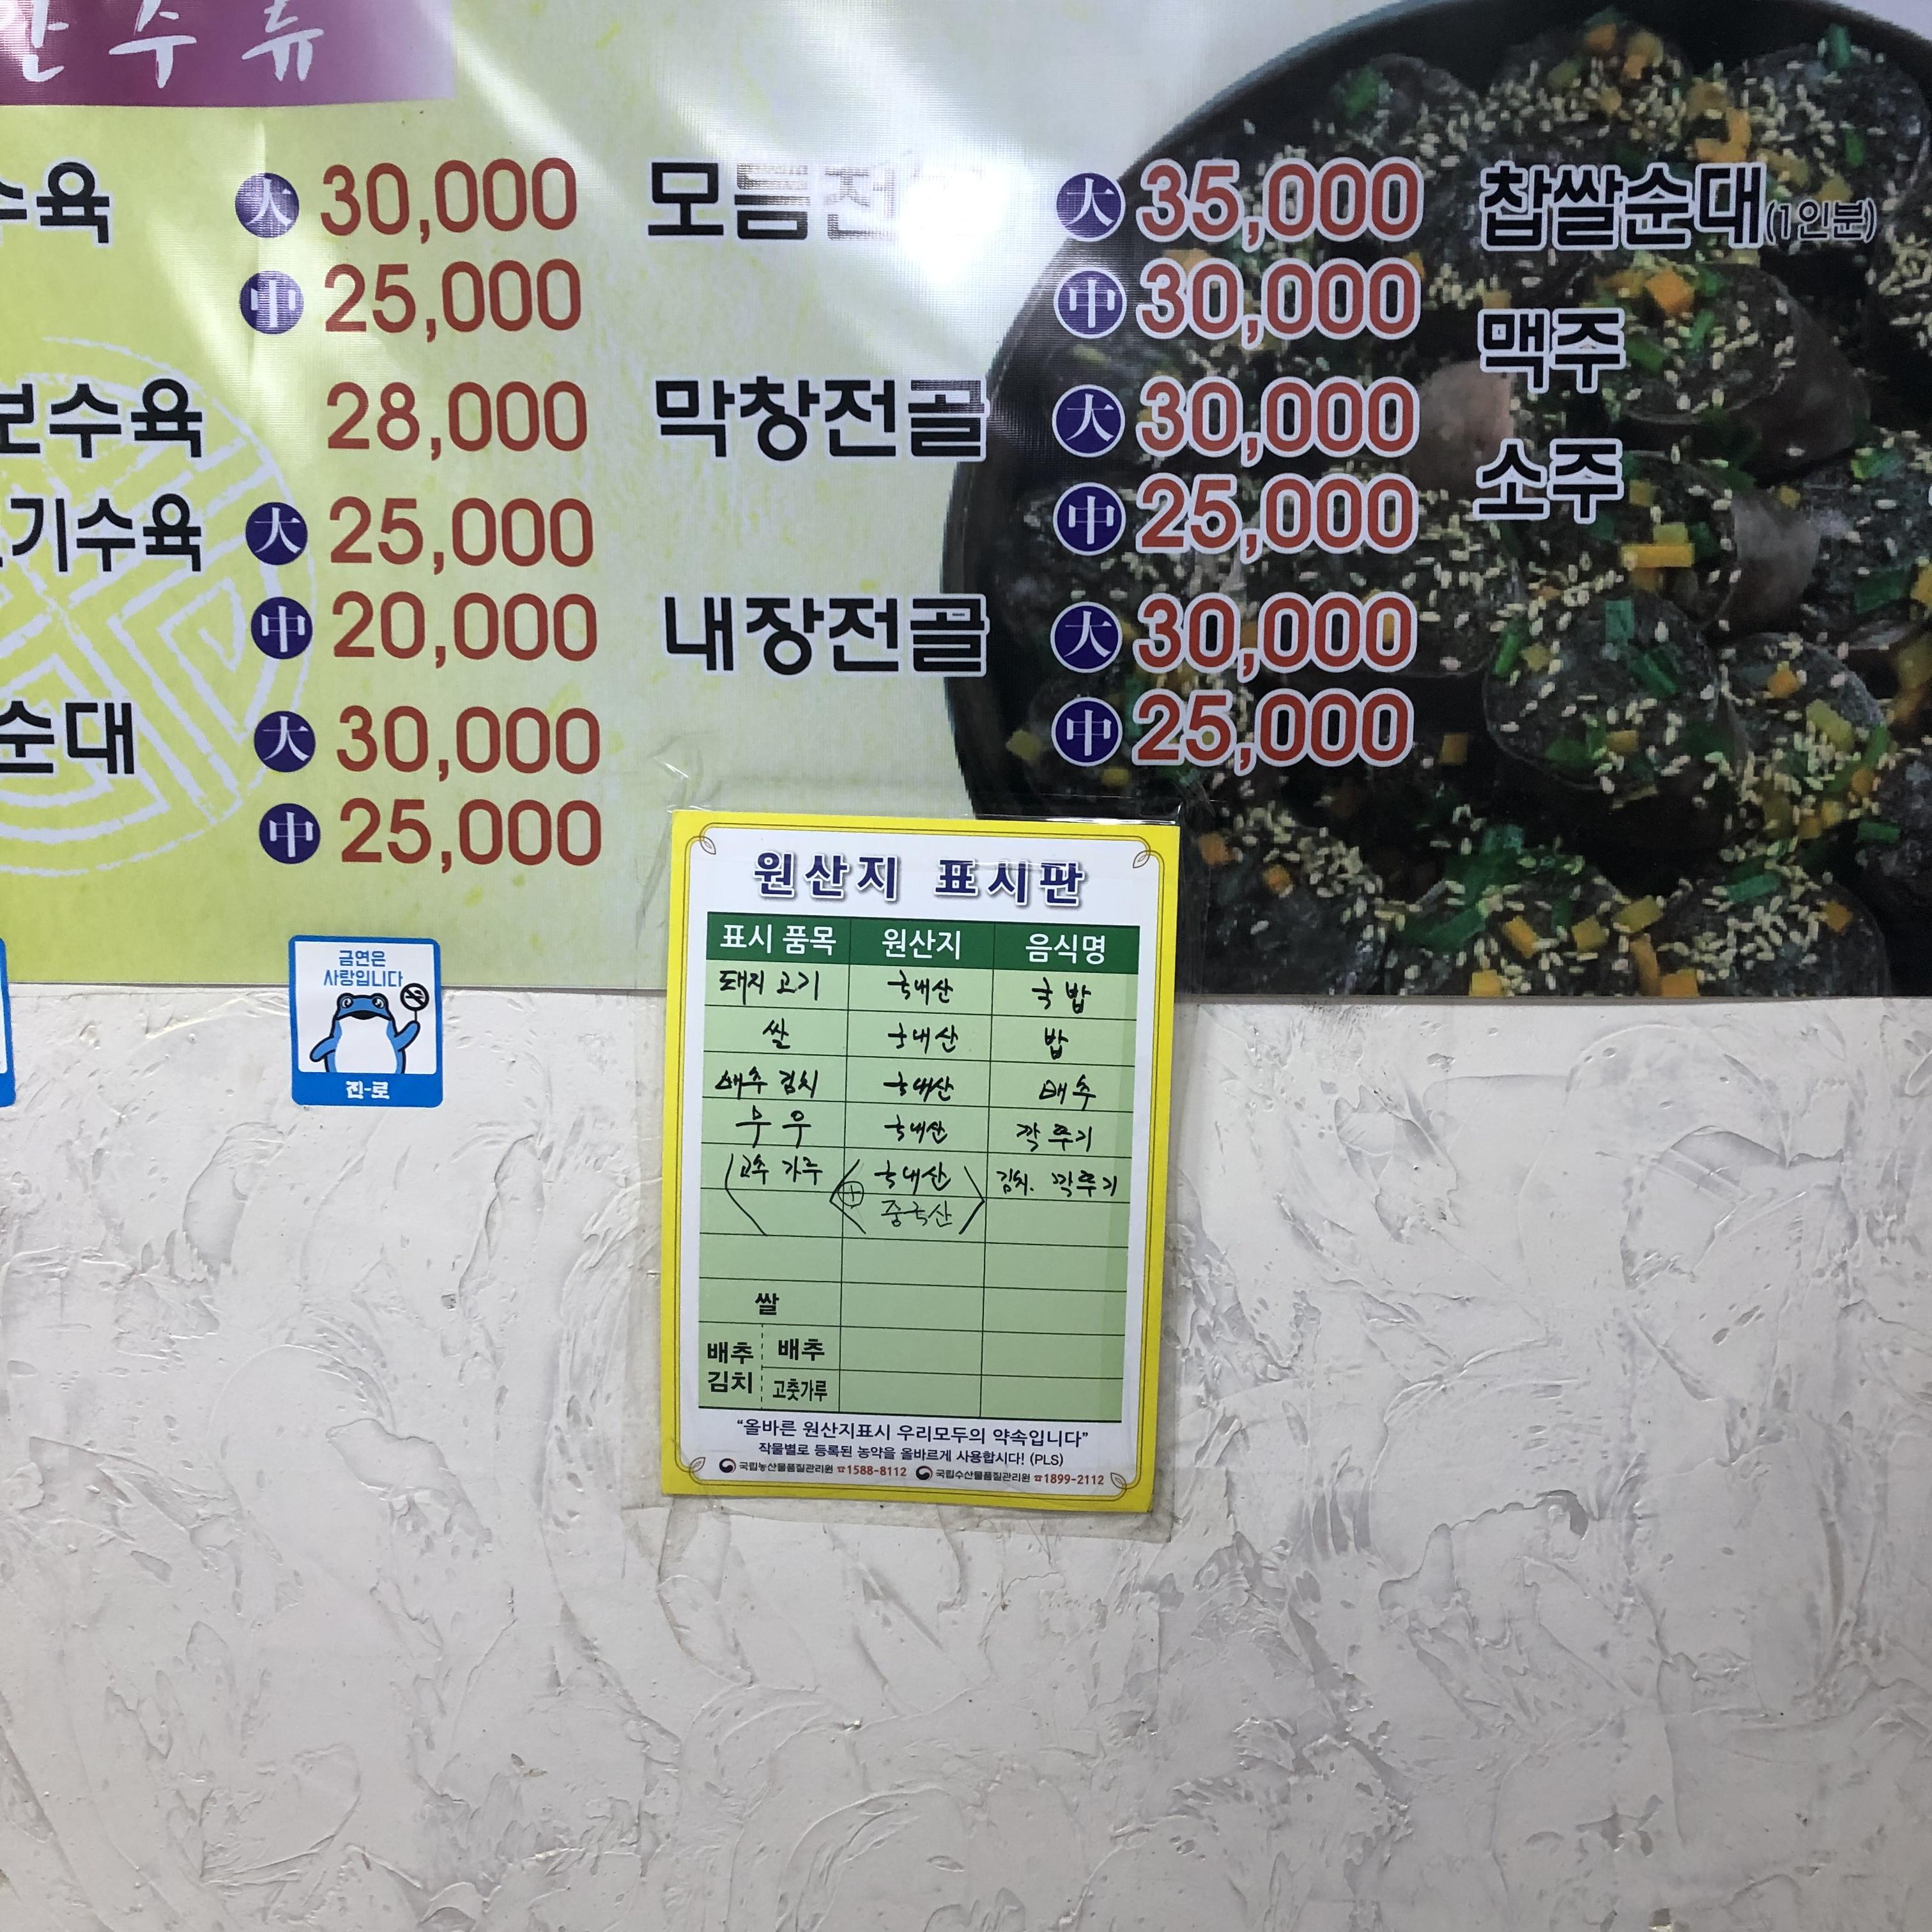 안주류
수육 大 30,000
中 25,000
보수육 28,000
기수육 大 25,000
中 20,000
순대 大 30,000
中 25,000
모듬전골 大 35,000
中 30,000
막창전골 大 30,000
中 25,000
내장전골 大 30,000
中 25,000
찹쌀순대(1인분)
맥주
소주
금연은
사랑입니다
진로
원산지 표시판
표시 품목 원산지 음식명
돼지고기 국내산 국밥
쌀 국내산 밥
배추 김치 국내산 배추
무우 국내산 깍뚜기
고추 가루 국내산 김치. 깍뚜기
+ 중국산
쌀
배추김치 배추
고춧가루
“올바른 원산지표시 우리모두의 약속입니다”
작물별로 등록된 농약을 올바르게 사용합시다! (PLS)
국립농산물품질관리원 ☎1588-8112 국립수산물품질관리원 ☎1899-2112